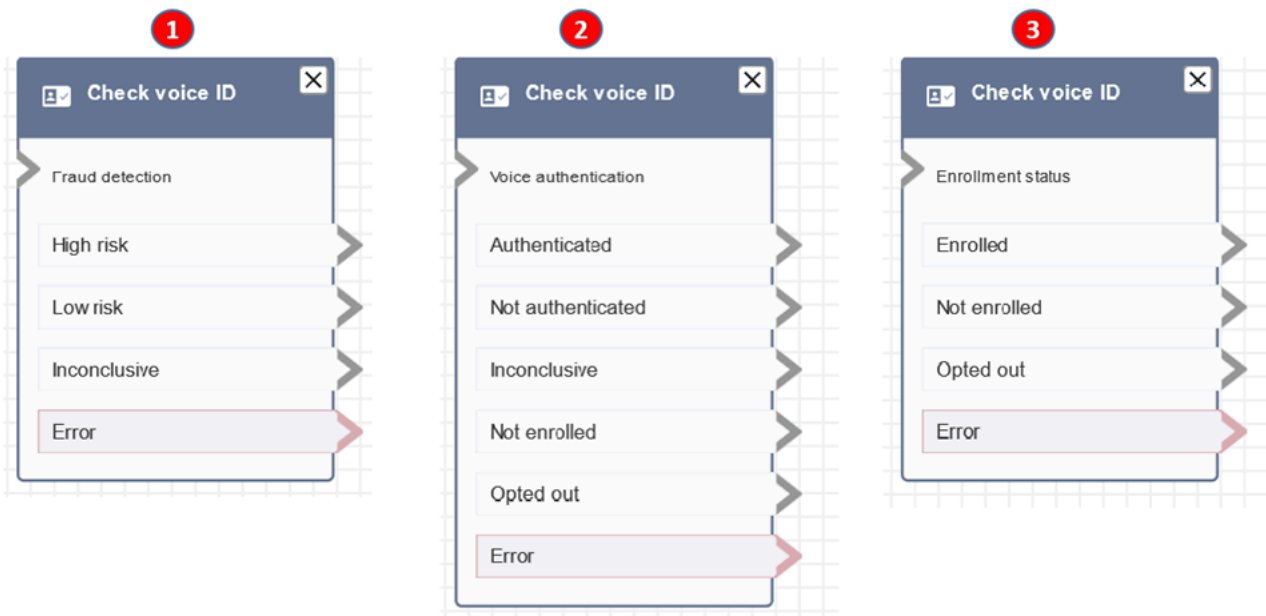 1
Check voice ID
Fraud detection
High risk
Low risk
Inconclusive
Error
2
Check voice ID
Voice authentication
Authenticated
Not authenticated
Inconclusive
Not enrolled
Opted out
Error
3
Check voice ID
Enrollment status
Enrolled
Not enrolled
Opted out
Error